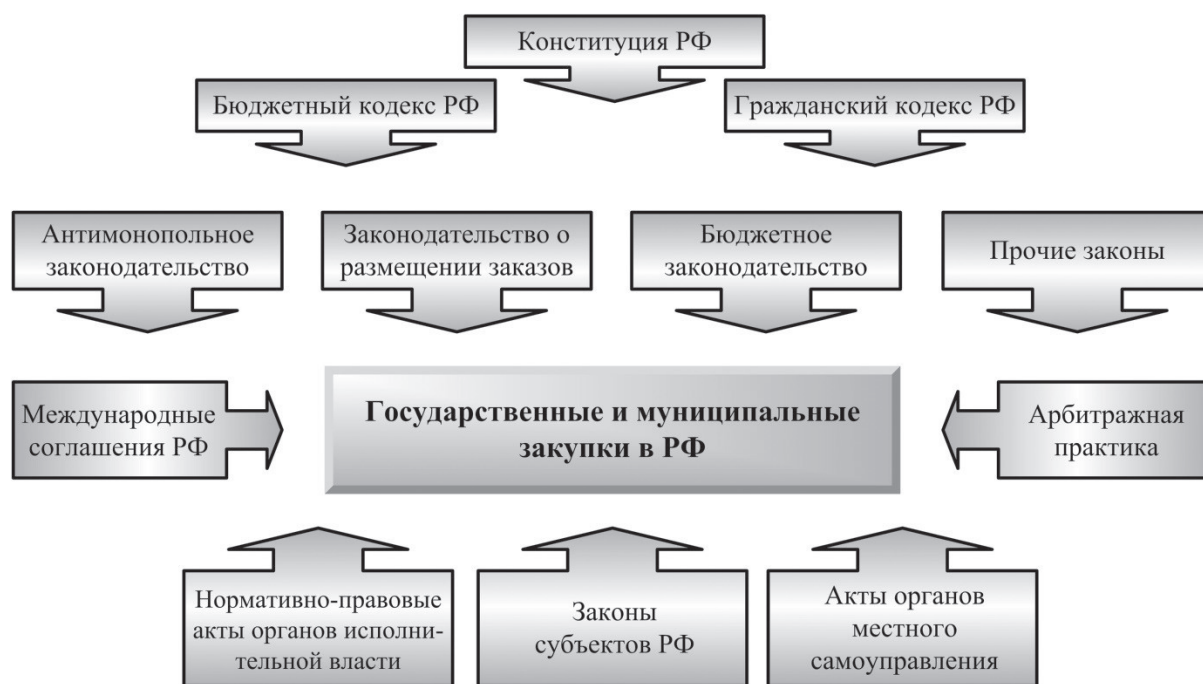 Конституция РФ
Бюджетный кодекс РФ
Гражданский кодекс РФ
Антимонопольное
законодательство
Законодательство о
размещении заказов
Бюджетное
законодательство
Прочие законы
Международные
соглашения РФ
Государственные и муниципальные
закупки в РФ
Арбитражная
практика
Нормативно-правовые
акты органов исполни-
тельной власти
Законы
субъектов РФ
Акты органов
местного
самоуправления